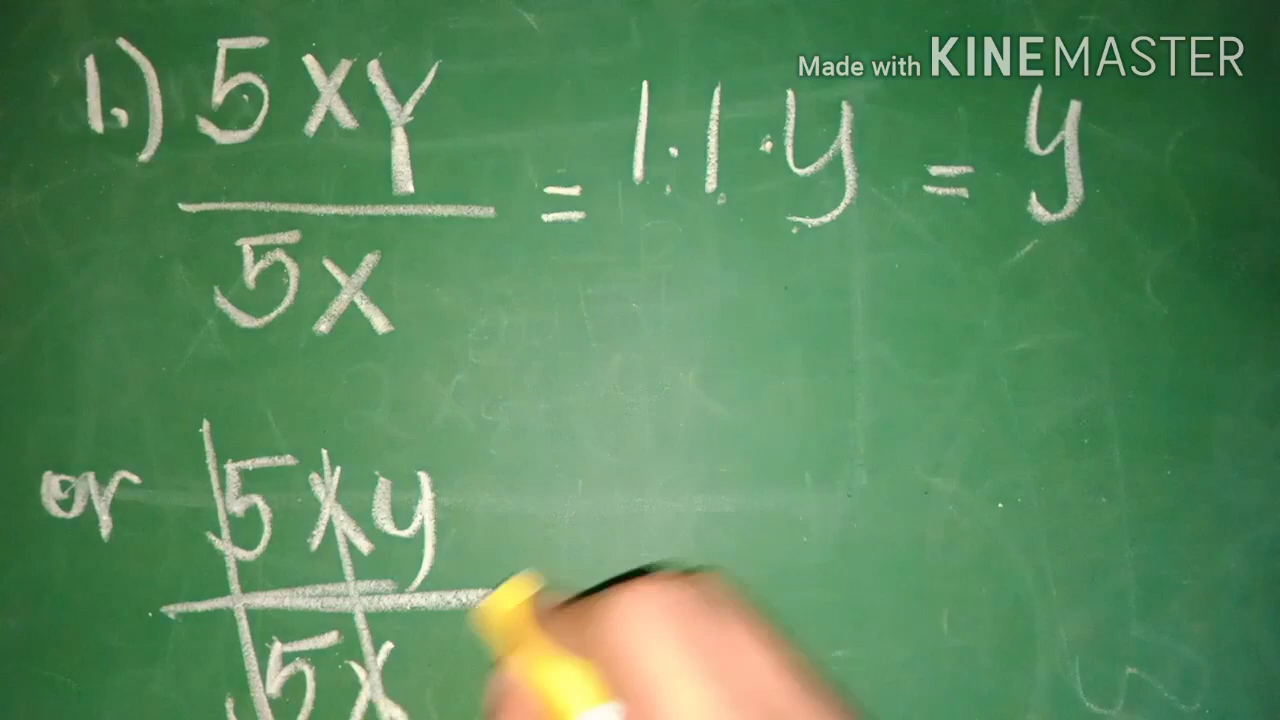 Made with KINEMASTER
1.) 5xy
———
5x
= 1.1.y = y
or 5xy
———
5x